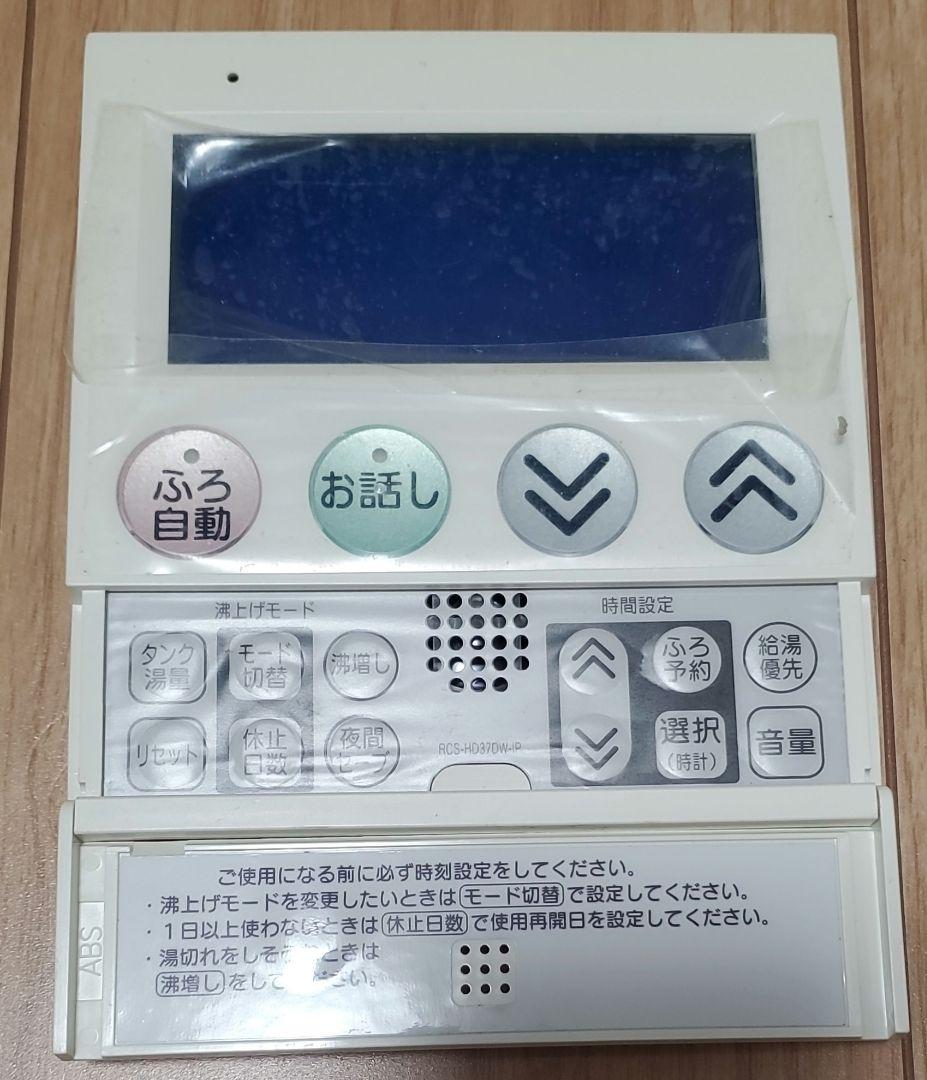 ふろ
自動
お話し
沸上げモード
時間設定
タンク
湯量
モード
切替
沸増し
ふろ
予約
給湯
優先
リセット
休止
日数
夜間
セーブ
RCS-HD37DW-IP
選択
(時計)
音量
ご使用になる前に必ず時刻設定をしてください。
・沸上げモードを変更したいときはモード切替で設定してください。
・1日以上使わないときは休止日数で使用再開日を設定してください。
・湯切れをしそ ときは
沸増しをして い。
ABS